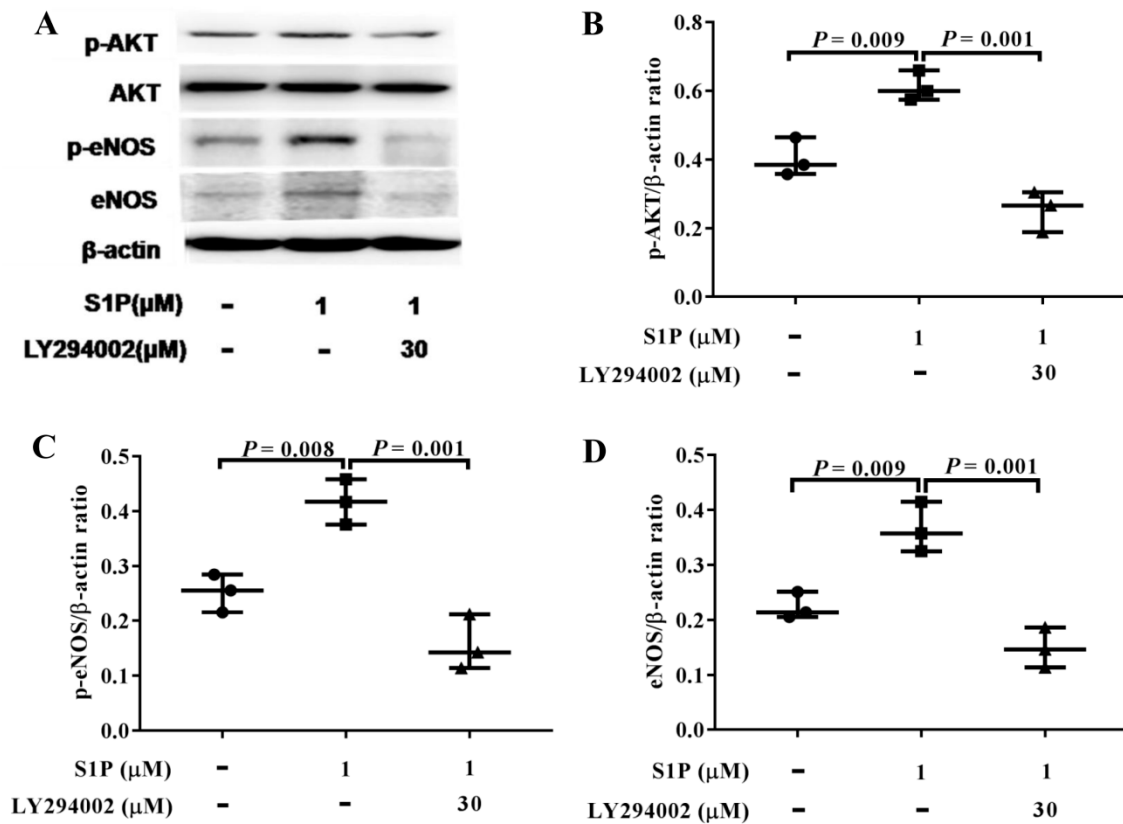 A
p-AKT
AKT
p-eNOS
eNOS
β-actin
S1P(μM) - 1 1
LY294002(μM) - - 30
B
P = 0.009 P = 0.001
p-AKT/β-actin ratio
0.8
0.6
0.4
0.2
0.0
S1P (μM) - 1 1
LY294002 (μM) - - 30
C
P = 0.008 P = 0.001
p-eNOS/β-actin ratio
0.5
0.4
0.3
0.2
0.1
0.0
S1P (μM) - 1 1
LY294002 (μM) - - 30
D
P = 0.009 P = 0.001
eNOS/β-actin ratio
0.5
0.4
0.3
0.2
0.1
0.0
S1P (μM) - 1 1
LY294002 (μM) - - 30